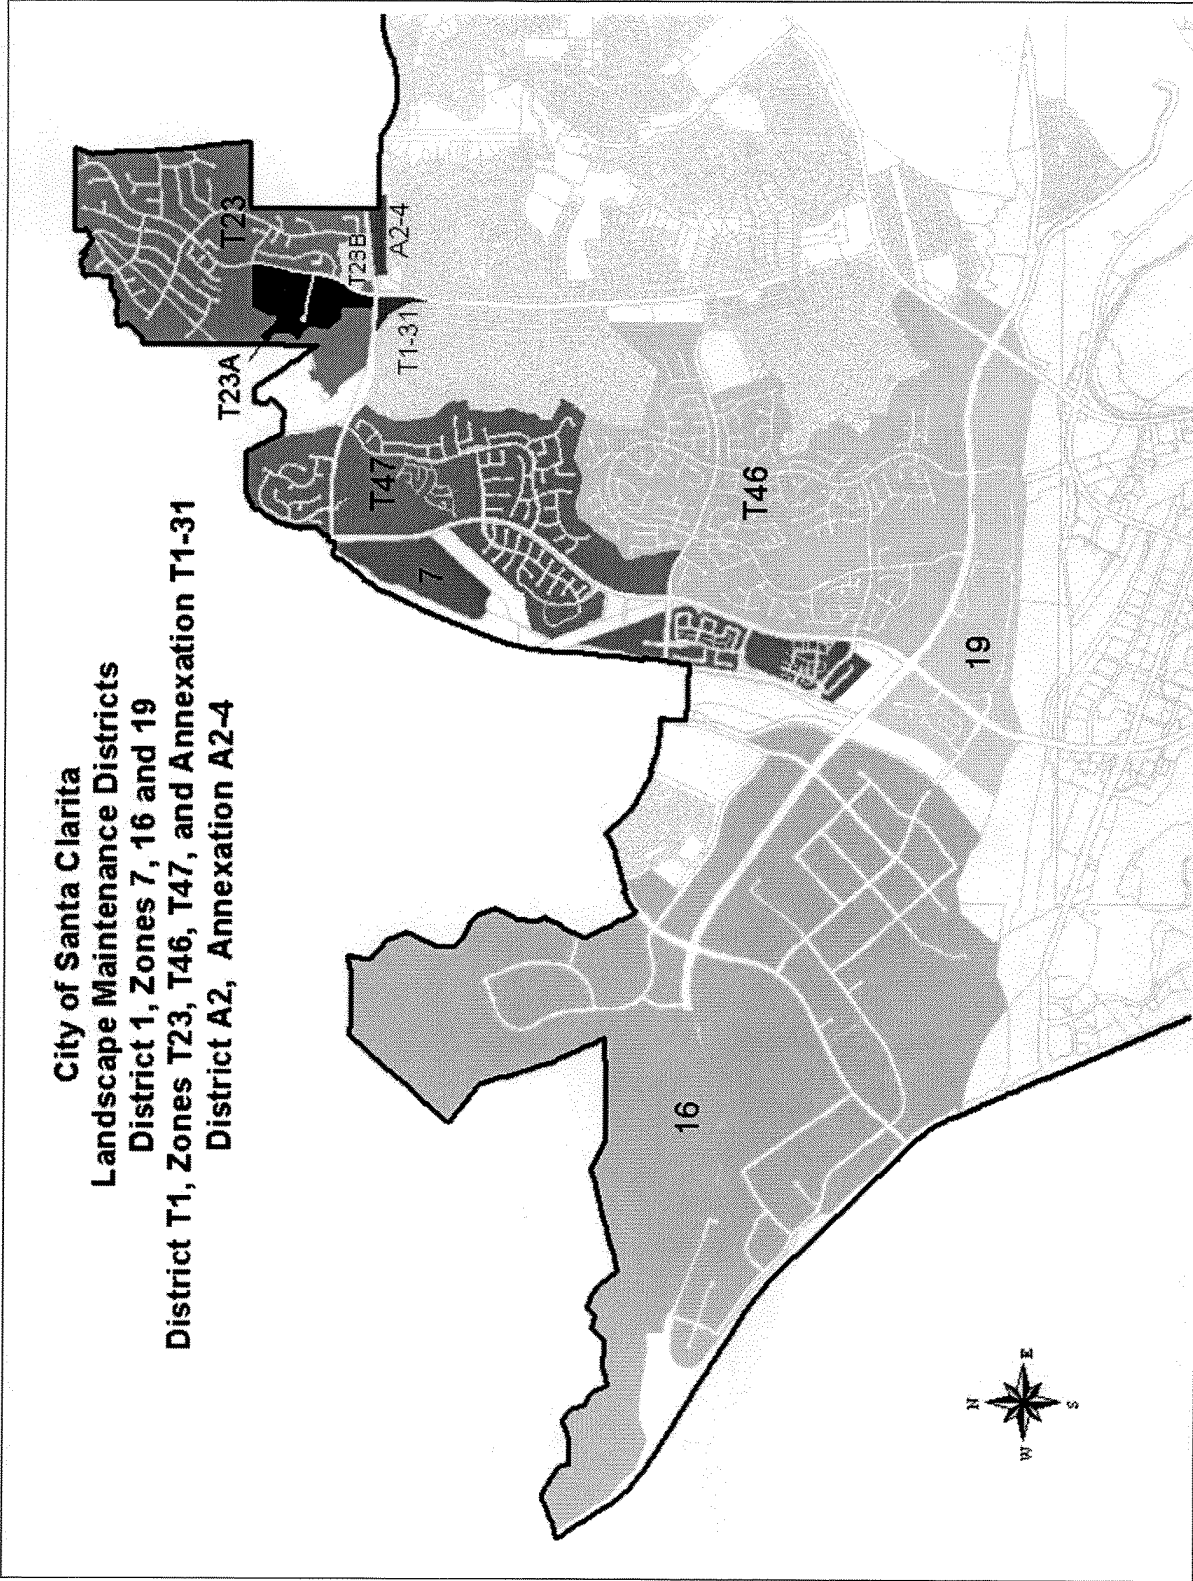 City of Santa Clarita
Landscape Maintenance Districts
District 1, Zones 7, 16 and 19
District T1, Zones T23, T46, T47, and Annexation T1-31
District A2, Annexation A2-4
T23
T23A
T23B
A2-4
T1-31
T47
7
T46
19
16
N
W
E
S